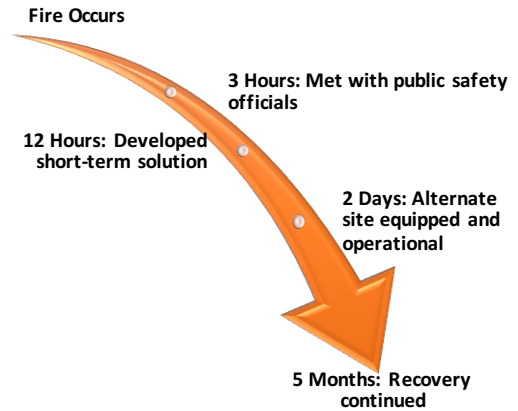 Fire Occurs
3 Hours: Met with public safety
officials
12 Hours: Developed
short-term solution
2 Days: Alternate
site equipped and
operational
5 Months: Recovery
continued